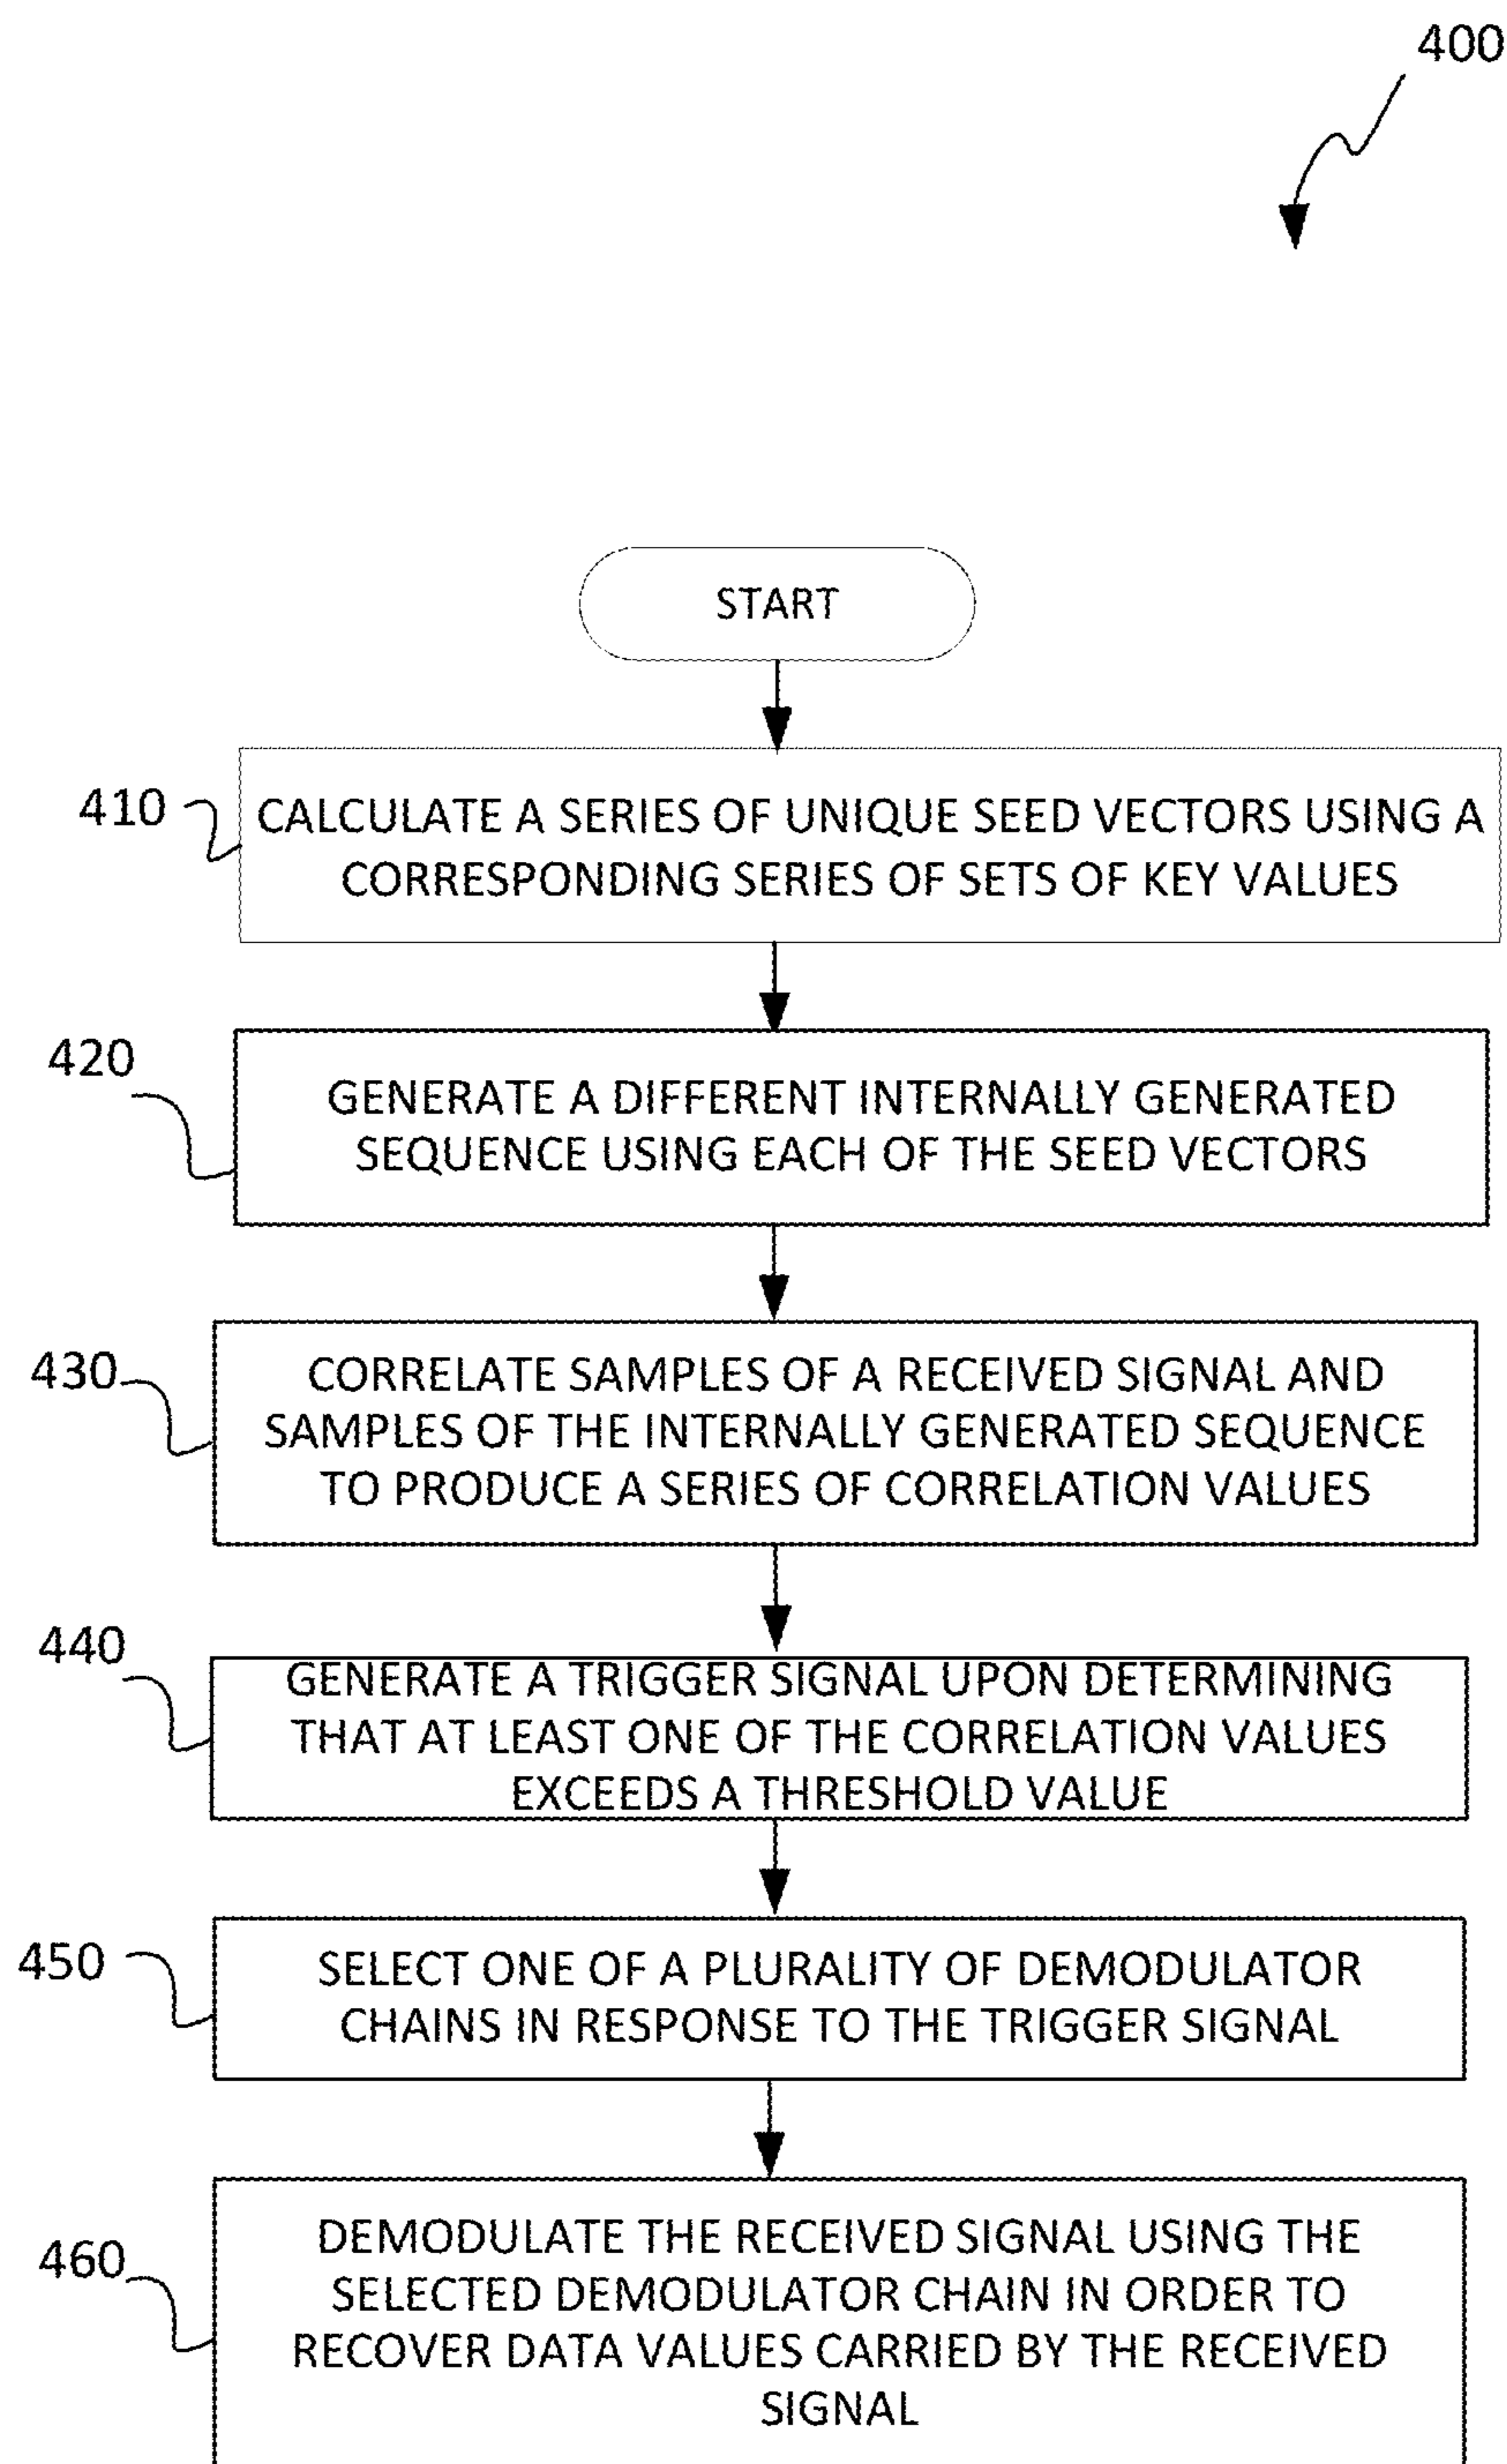 400
START
410
CALCULATE A SERIES OF UNIQUE SEED VECTORS USING A
CORRESPONDING SERIES OF SETS OF KEY VALUES
420
GENERATE A DIFFERENT INTERNALLY GENERATED
SEQUENCE USING EACH OF THE SEED VECTORS
430
CORRELATE SAMPLES OF A RECEIVED SIGNAL AND
SAMPLES OF THE INTERNALLY GENERATED SEQUENCE
TO PRODUCE A SERIES OF CORRELATION VALUES
440
GENERATE A TRIGGER SIGNAL UPON DETERMINING
THAT AT LEAST ONE OF THE CORRELATION VALUES
EXCEEDS A THRESHOLD VALUE
450
SELECT ONE OF A PLURALITY OF DEMODULATOR
CHAINS IN RESPONSE TO THE TRIGGER SIGNAL
460
DEMODULATE THE RECEIVED SIGNAL USING THE
SELECTED DEMODULATOR CHAIN IN ORDER TO
RECOVER DATA VALUES CARRIED BY THE RECEIVED
SIGNAL